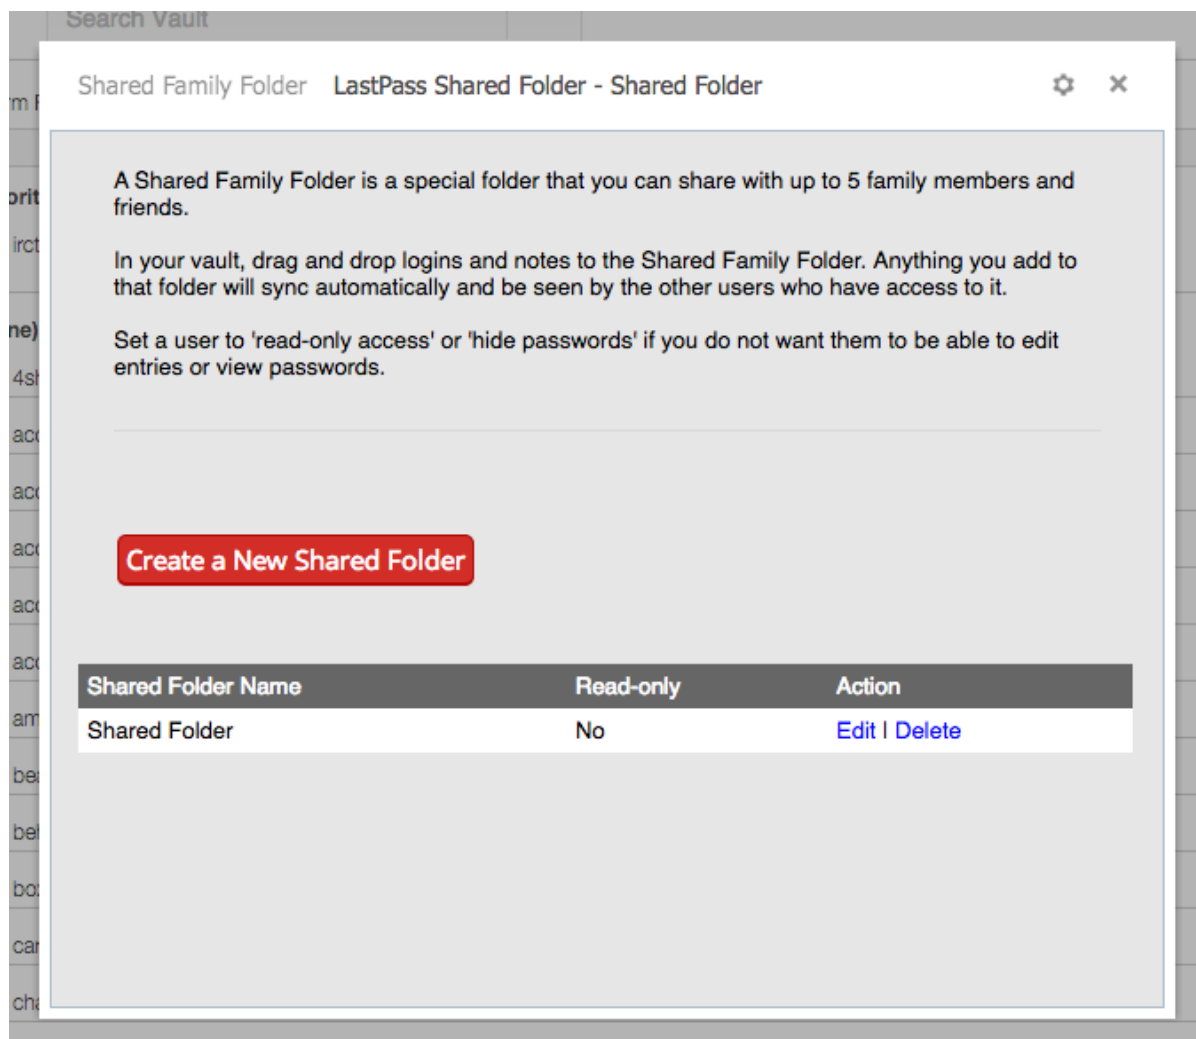 Search Vault
Shared Family Folder LastPass Shared Folder - Shared Folder
A Shared Family Folder is a special folder that you can share with up to 5 family members and
friends.
In your vault, drag and drop logins and notes to the Shared Family Folder. Anything you add to
that folder will sync automatically and be seen by the other users who have access to it.
Set a user to 'read-only access' or 'hide passwords' if you do not want them to be able to edit
entries or view passwords.
Create a New Shared Folder
Shared Folder Name Read-only Action
Shared Folder No Edit | Delete